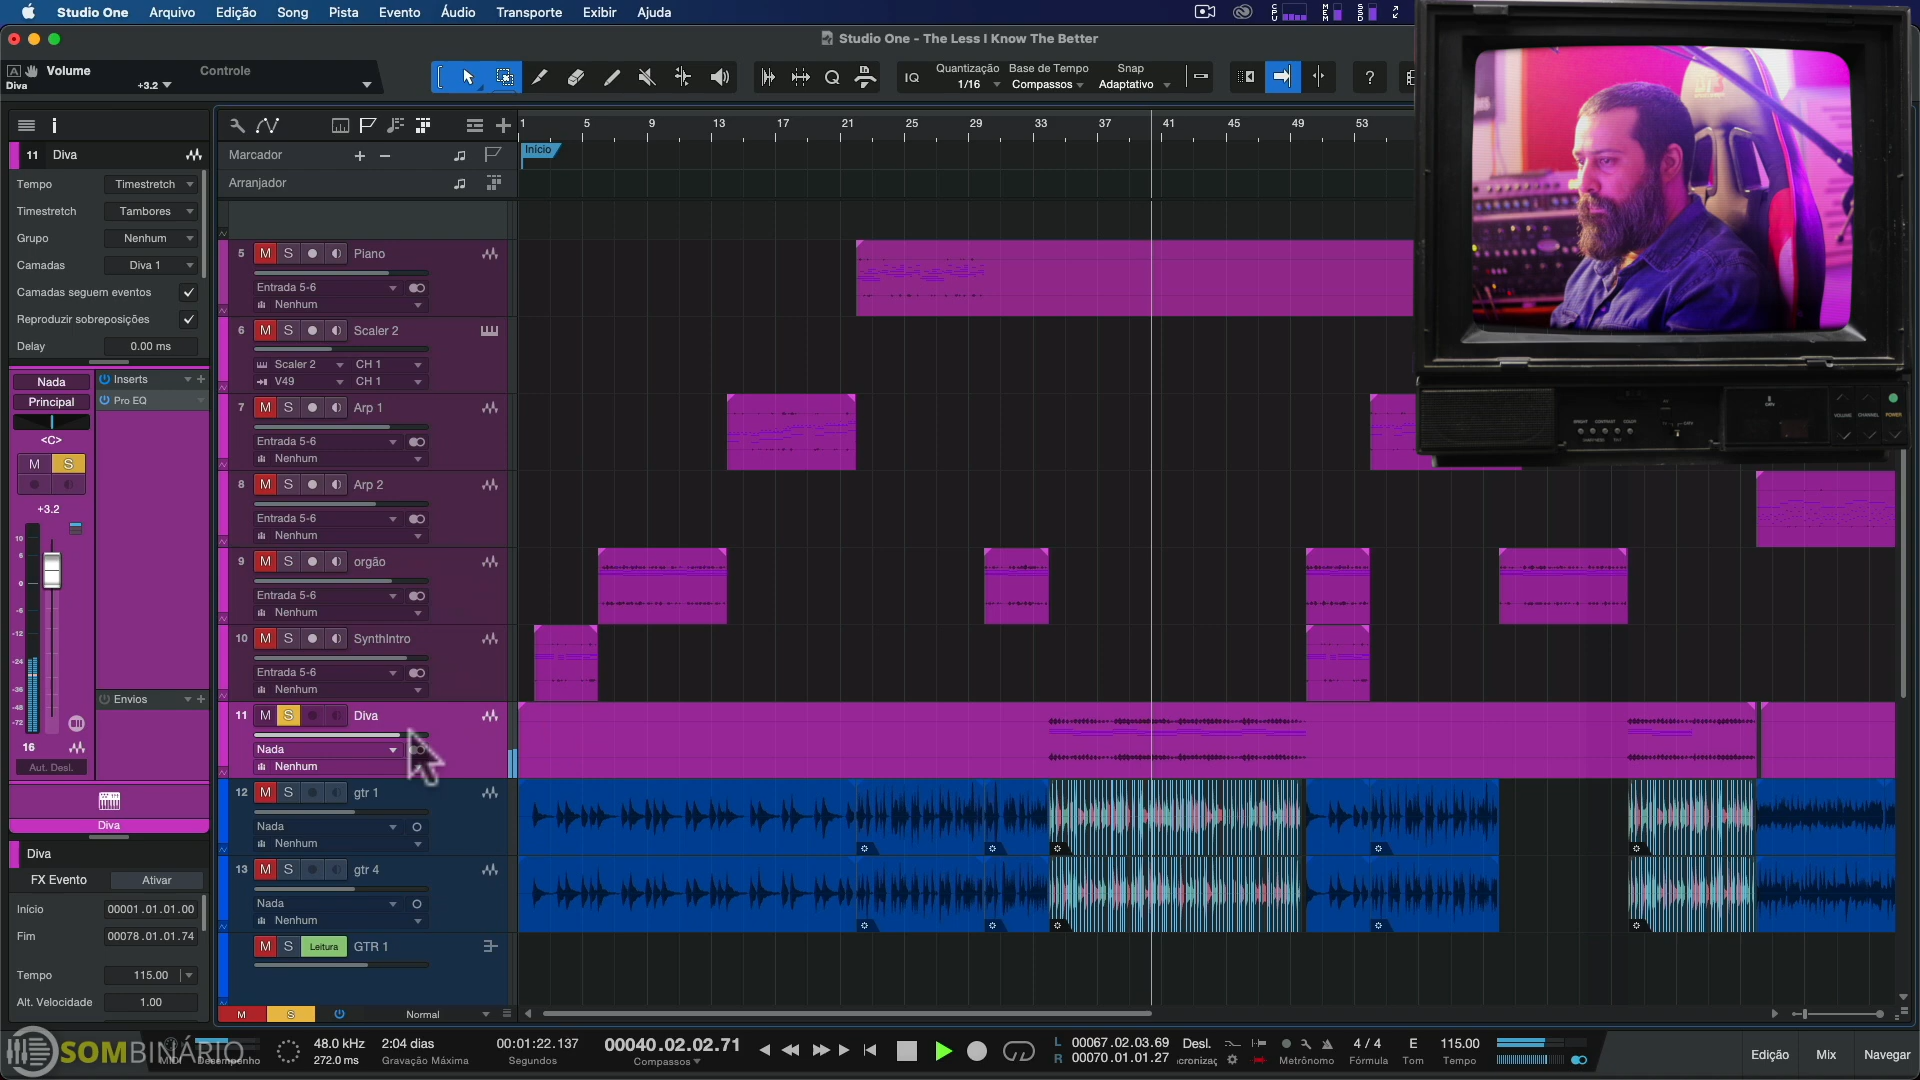 Studio One Arquivo Edição Song Pista Evento Áudio Transporte Exibir Ajuda
Studio One - The Less I Know The Better
Volume Controle
Diva +3.2
IQ Quantização Base de Tempo Snap
1/16 Compassos Adaptativo
?
1 5 9 13 17 21 25 29 33 37 41 45 49 53
11 Diva
Marcador
Início
Arranjador
Tempo Timestretch
Timestretch Tambores
Grupo Nenhum
Camadas Diva 1
Camadas seguem eventos
Reproduzir sobreposições
Delay 0.00 ms
Nada Inserts
Principal Pro EQ
<C>
M S
+3.2
10
6
0
-6
-12
-24
-36
-48
-72
Envios
16
Aut. Desl.
Diva
Diva
FX Evento Ativar
Início 00001.01.01.00
Fim 00078.01.01.74
Tempo 115.00
Alt. Velocidade 1.00
5 M S Piano
Entrada 5-6
Nenhum
6 M S Scaler 2
Scaler 2 CH 1
V49 CH 1
7 M S Arp 1
Entrada 5-6
Nenhum
8 M S Arp 2
Entrada 5-6
Nenhum
9 M S orgão
Entrada 5-6
Nenhum
10 M S SynthIntro
Entrada 5-6
Nenhum
11 M S Diva
Nada
Nenhum
12 M S gtr 1
Nada
Nenhum
13 M S gtr 4
Nada
Nenhum
M S Leitura GTR 1
M S Normal
SOMBINÁRIO
MIDI Desempenho
48.0 kHz
272.0 ms
2:04 dias
Gravação Máxima
00:01:22.137
Segundos
00040.02.02.71
Compassos
L 00067.02.03.69
R 00070.01.01.27
Desl.
Metrônomo
4 / 4
Fórmula
E
Tom
115.00
Tempo
Edição Mix Navegar
VOLUME CHANNEL POWER